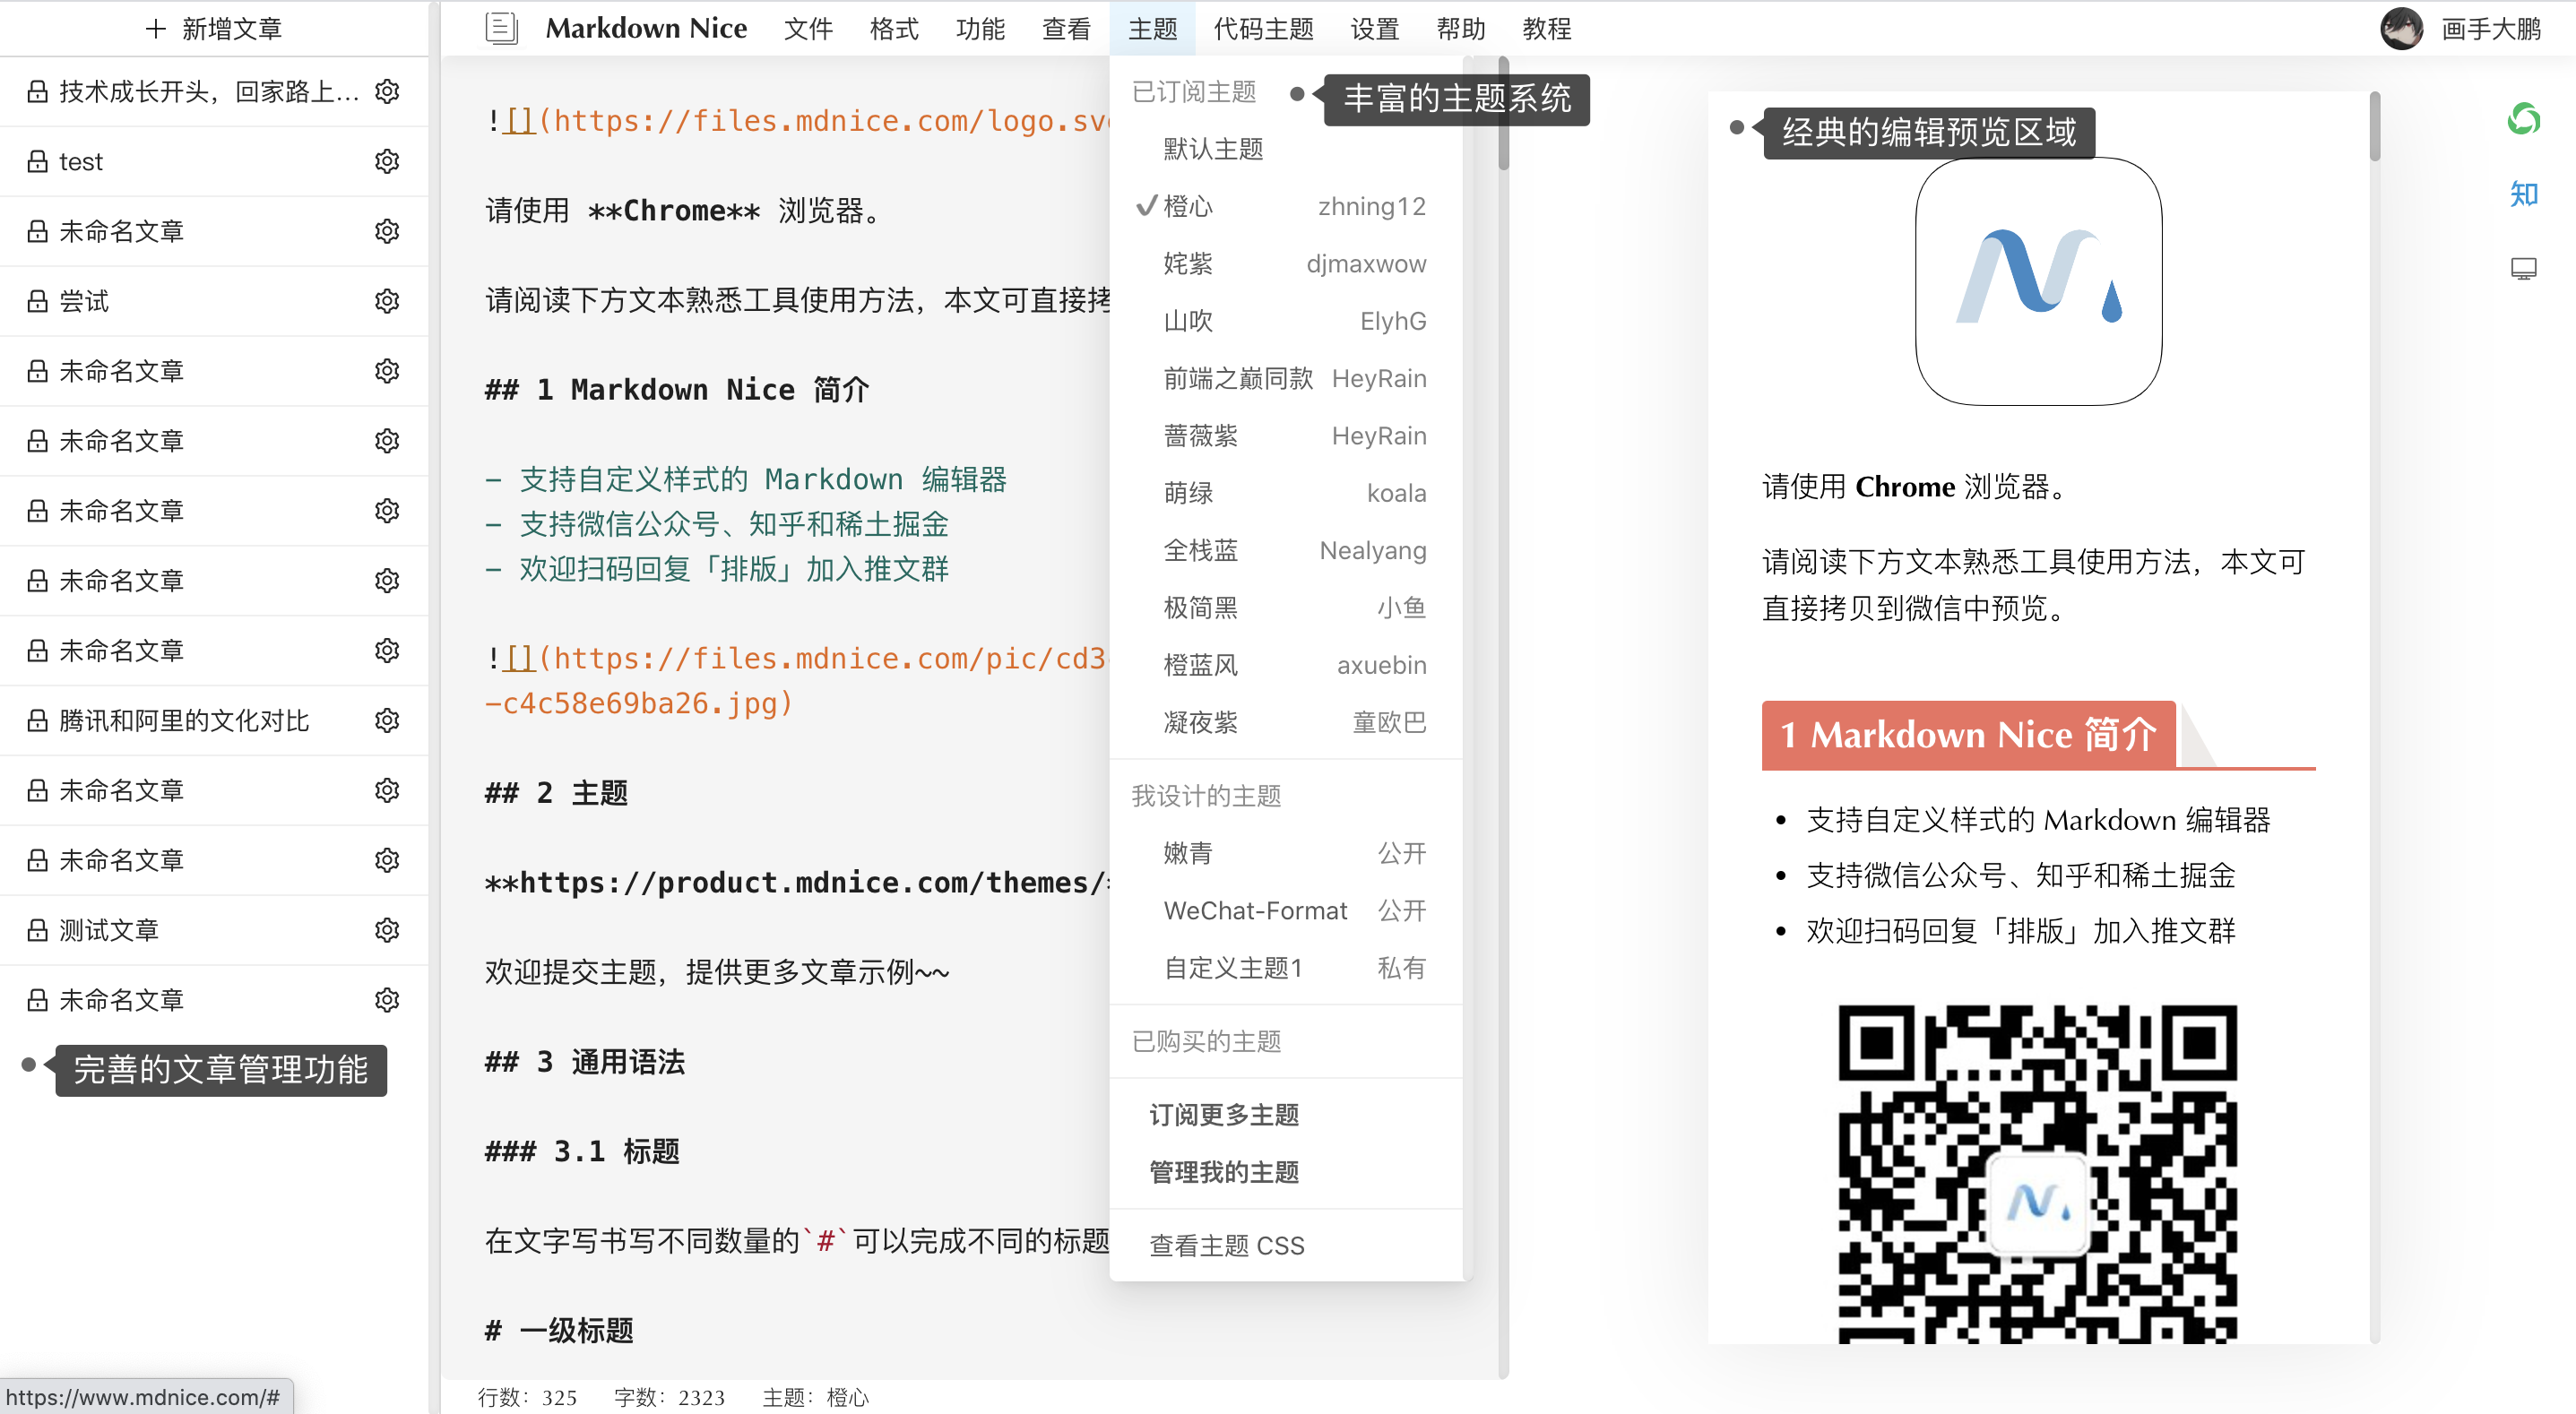 新增文章
技术成长开头，回家路上...
test
未命名文章
尝试
未命名文章
未命名文章
未命名文章
未命名文章
未命名文章
腾讯和阿里的文化对比
未命名文章
未命名文章
测试文章
未命名文章
完善的文章管理功能
https://www.mdnice.com/#
Markdown Nice 文件 格式 功能 查看 主题 代码主题 设置 帮助 教程
画手大鹏
![](https://files.mdnice.com/logo.sv
请使用 **Chrome** 浏览器。
请阅读下方文本熟悉工具使用方法，本文可直接拷
## 1 Markdown Nice 简介
- 支持自定义样式的 Markdown 编辑器
- 支持微信公众号、知乎和稀土掘金
- 欢迎扫码回复「排版」加入推文群
![](https://files.mdnice.com/pic/cd3
-c4c58e69ba26.jpg)
## 2 主题
**https://product.mdnice.com/themes/*
欢迎提交主题，提供更多文章示例~~
## 3 通用语法
### 3.1 标题
在文字写书写不同数量的`#`可以完成不同的标题
# 一级标题
行数：325 字数：2323 主题：橙心
已订阅主题
丰富的主题系统
默认主题
橙心 zhning12
姹紫 djmaxwow
山吹 ElyhG
前端之巅同款 HeyRain
蔷薇紫 HeyRain
萌绿 koala
全栈蓝 Nealyang
极简黑 小鱼
橙蓝风 axuebin
凝夜紫 童欧巴
我设计的主题
嫩青 公开
WeChat-Format 公开
自定义主题1 私有
已购买的主题
订阅更多主题
管理我的主题
查看主题 CSS
经典的编辑预览区域
请使用 Chrome 浏览器。
请阅读下方文本熟悉工具使用方法，本文可
直接拷贝到微信中预览。
1 Markdown Nice 简介
• 支持自定义样式的 Markdown 编辑器
• 支持微信公众号、知乎和稀土掘金
• 欢迎扫码回复「排版」加入推文群
知